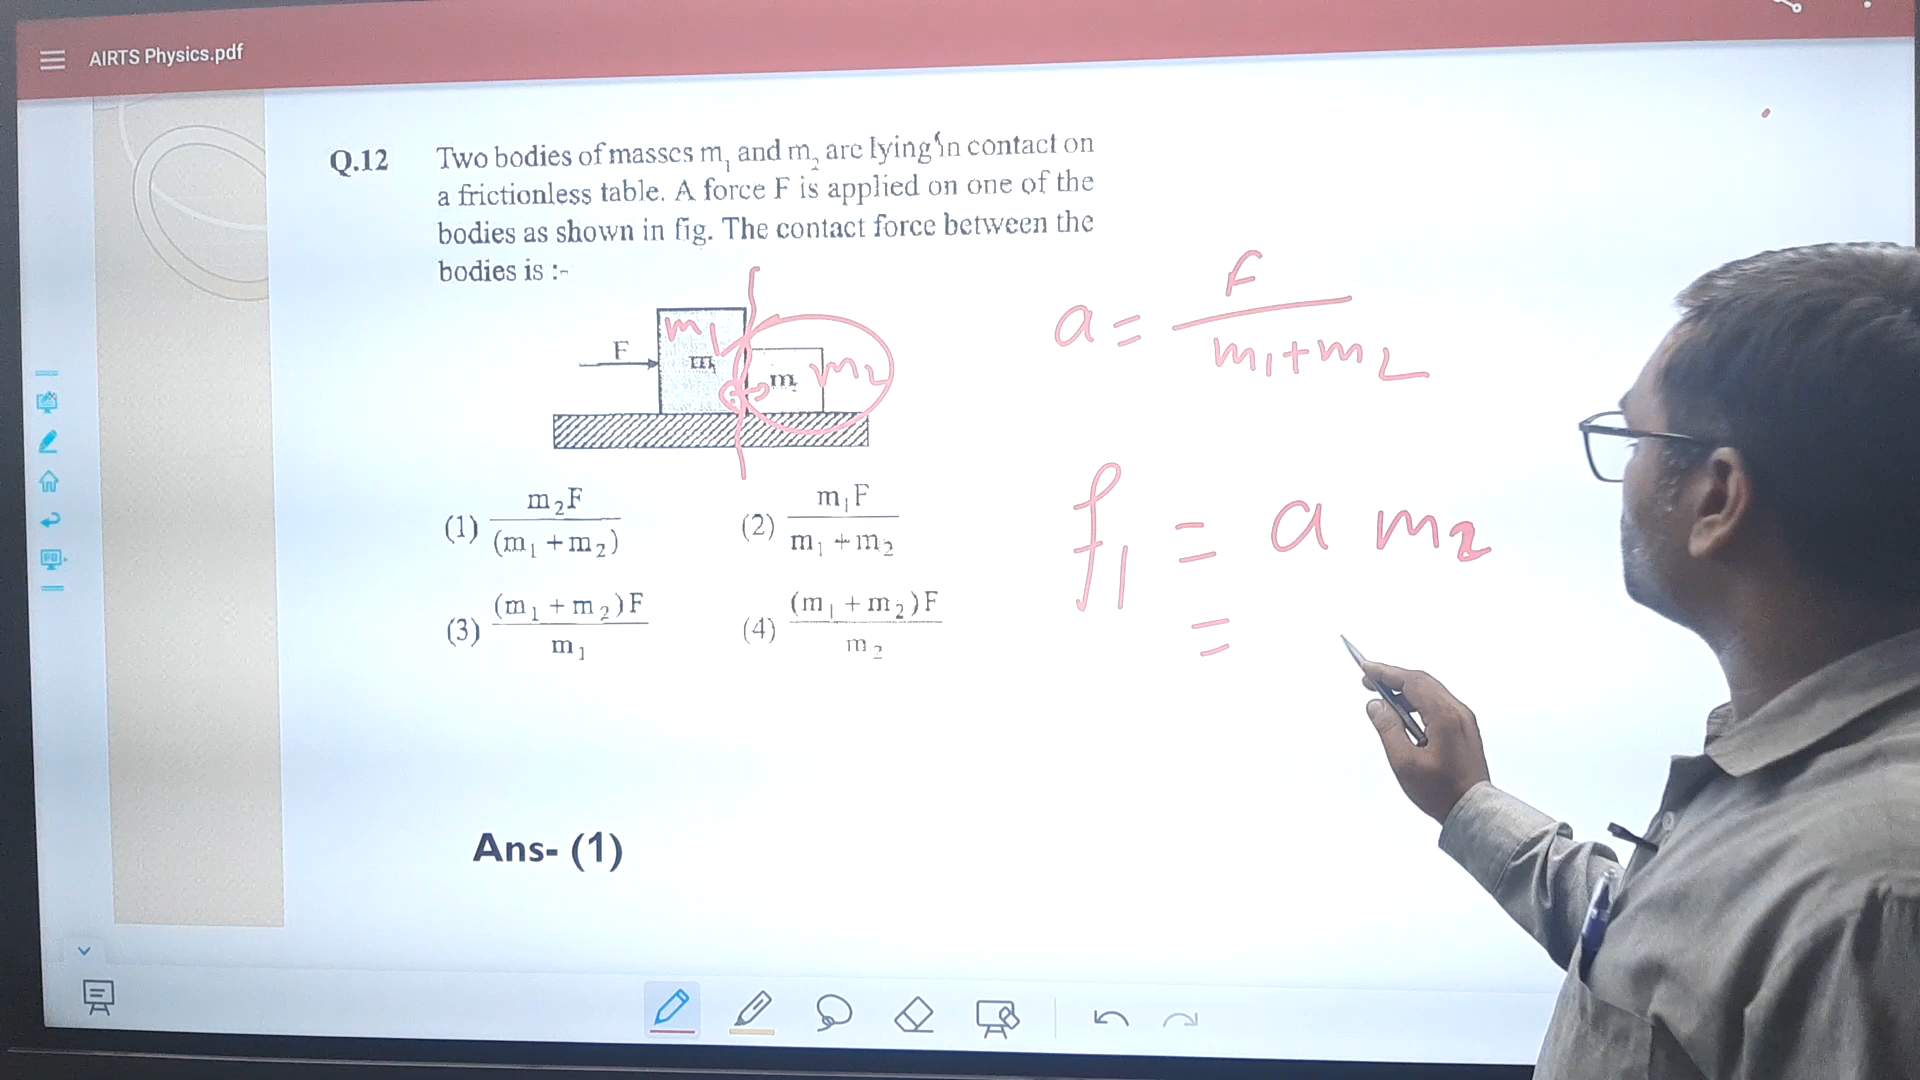 AIRTS Physics.pdf
Q.12 Two bodies of masses m₁ and m₂ are lying in contact on
a frictionless table. A force F is applied on one of the
bodies as shown in fig. The contact force between the
bodies is :-
F
m₁
m₁
m
m₂
(1) m₂F / (m₁ + m₂)
(2) m₁F / m₁ + m₂
(3) (m₁ + m₂)F / m₁
(4) (m₁ + m₂)F / m₂
Ans- (1)
a = F / m₁ + m₂
f₁ = a m₂
=